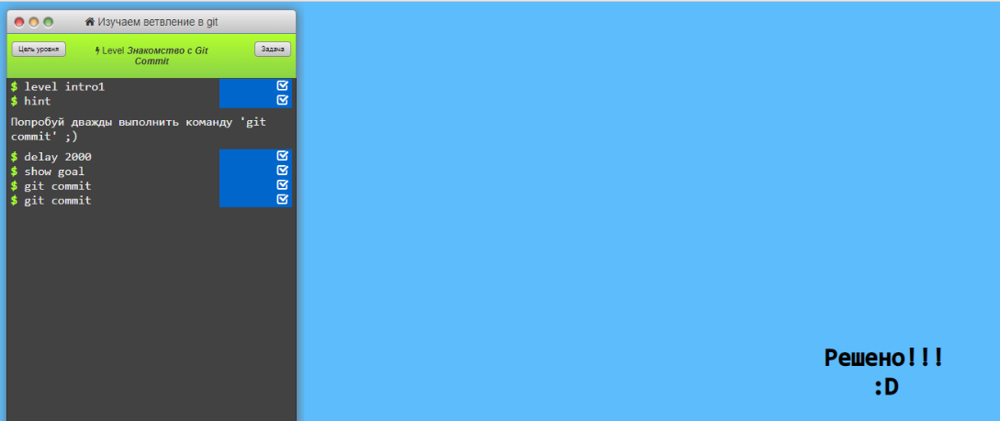 Изучаем ветвление в git
Цель уровня
Level Знакомство с Git
Commit
Задача
$ level intro1
$ hint
Попробуй дважды выполнить команду 'git
commit' ;)
$ delay 2000
$ show goal
$ git commit
$ git commit
Решено!!!
:D